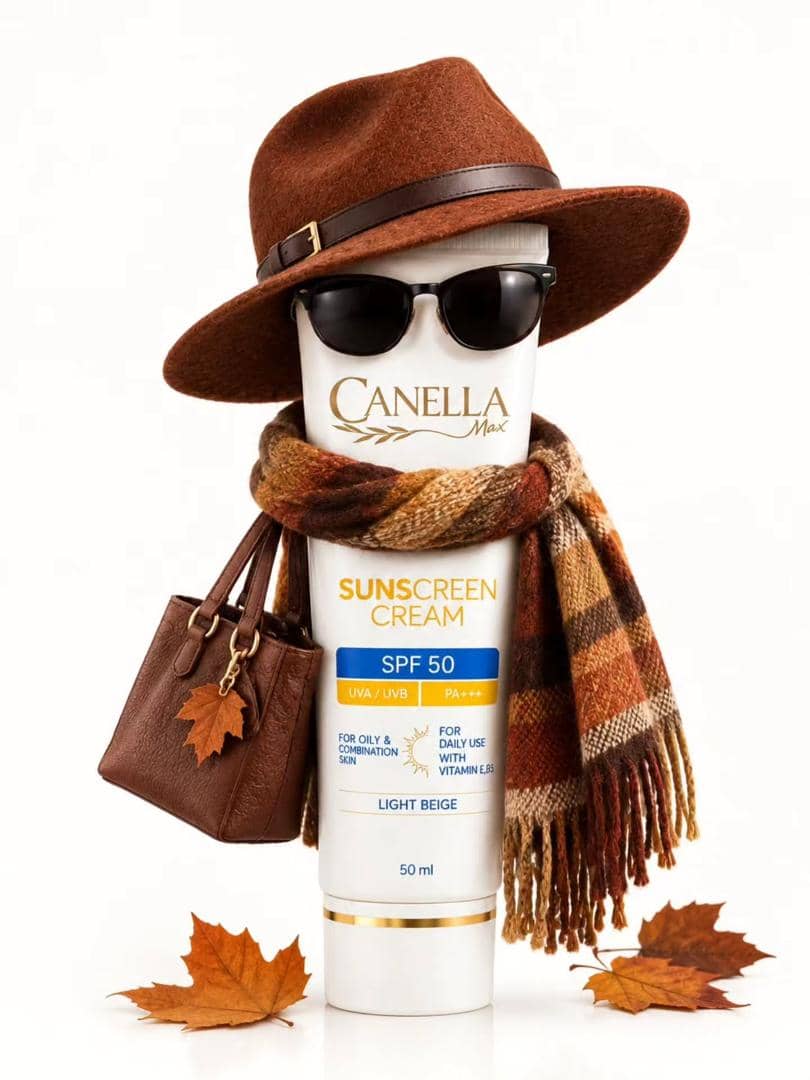 CANELLA
Max
SUNSCREEN
CREAM
SPF 50
UVA / UVB
PA+++
FOR OILY &
COMBINATION
SKIN
FOR
DAILY USE
WITH
VITAMIN E,B5
LIGHT BEIGE
50 ml